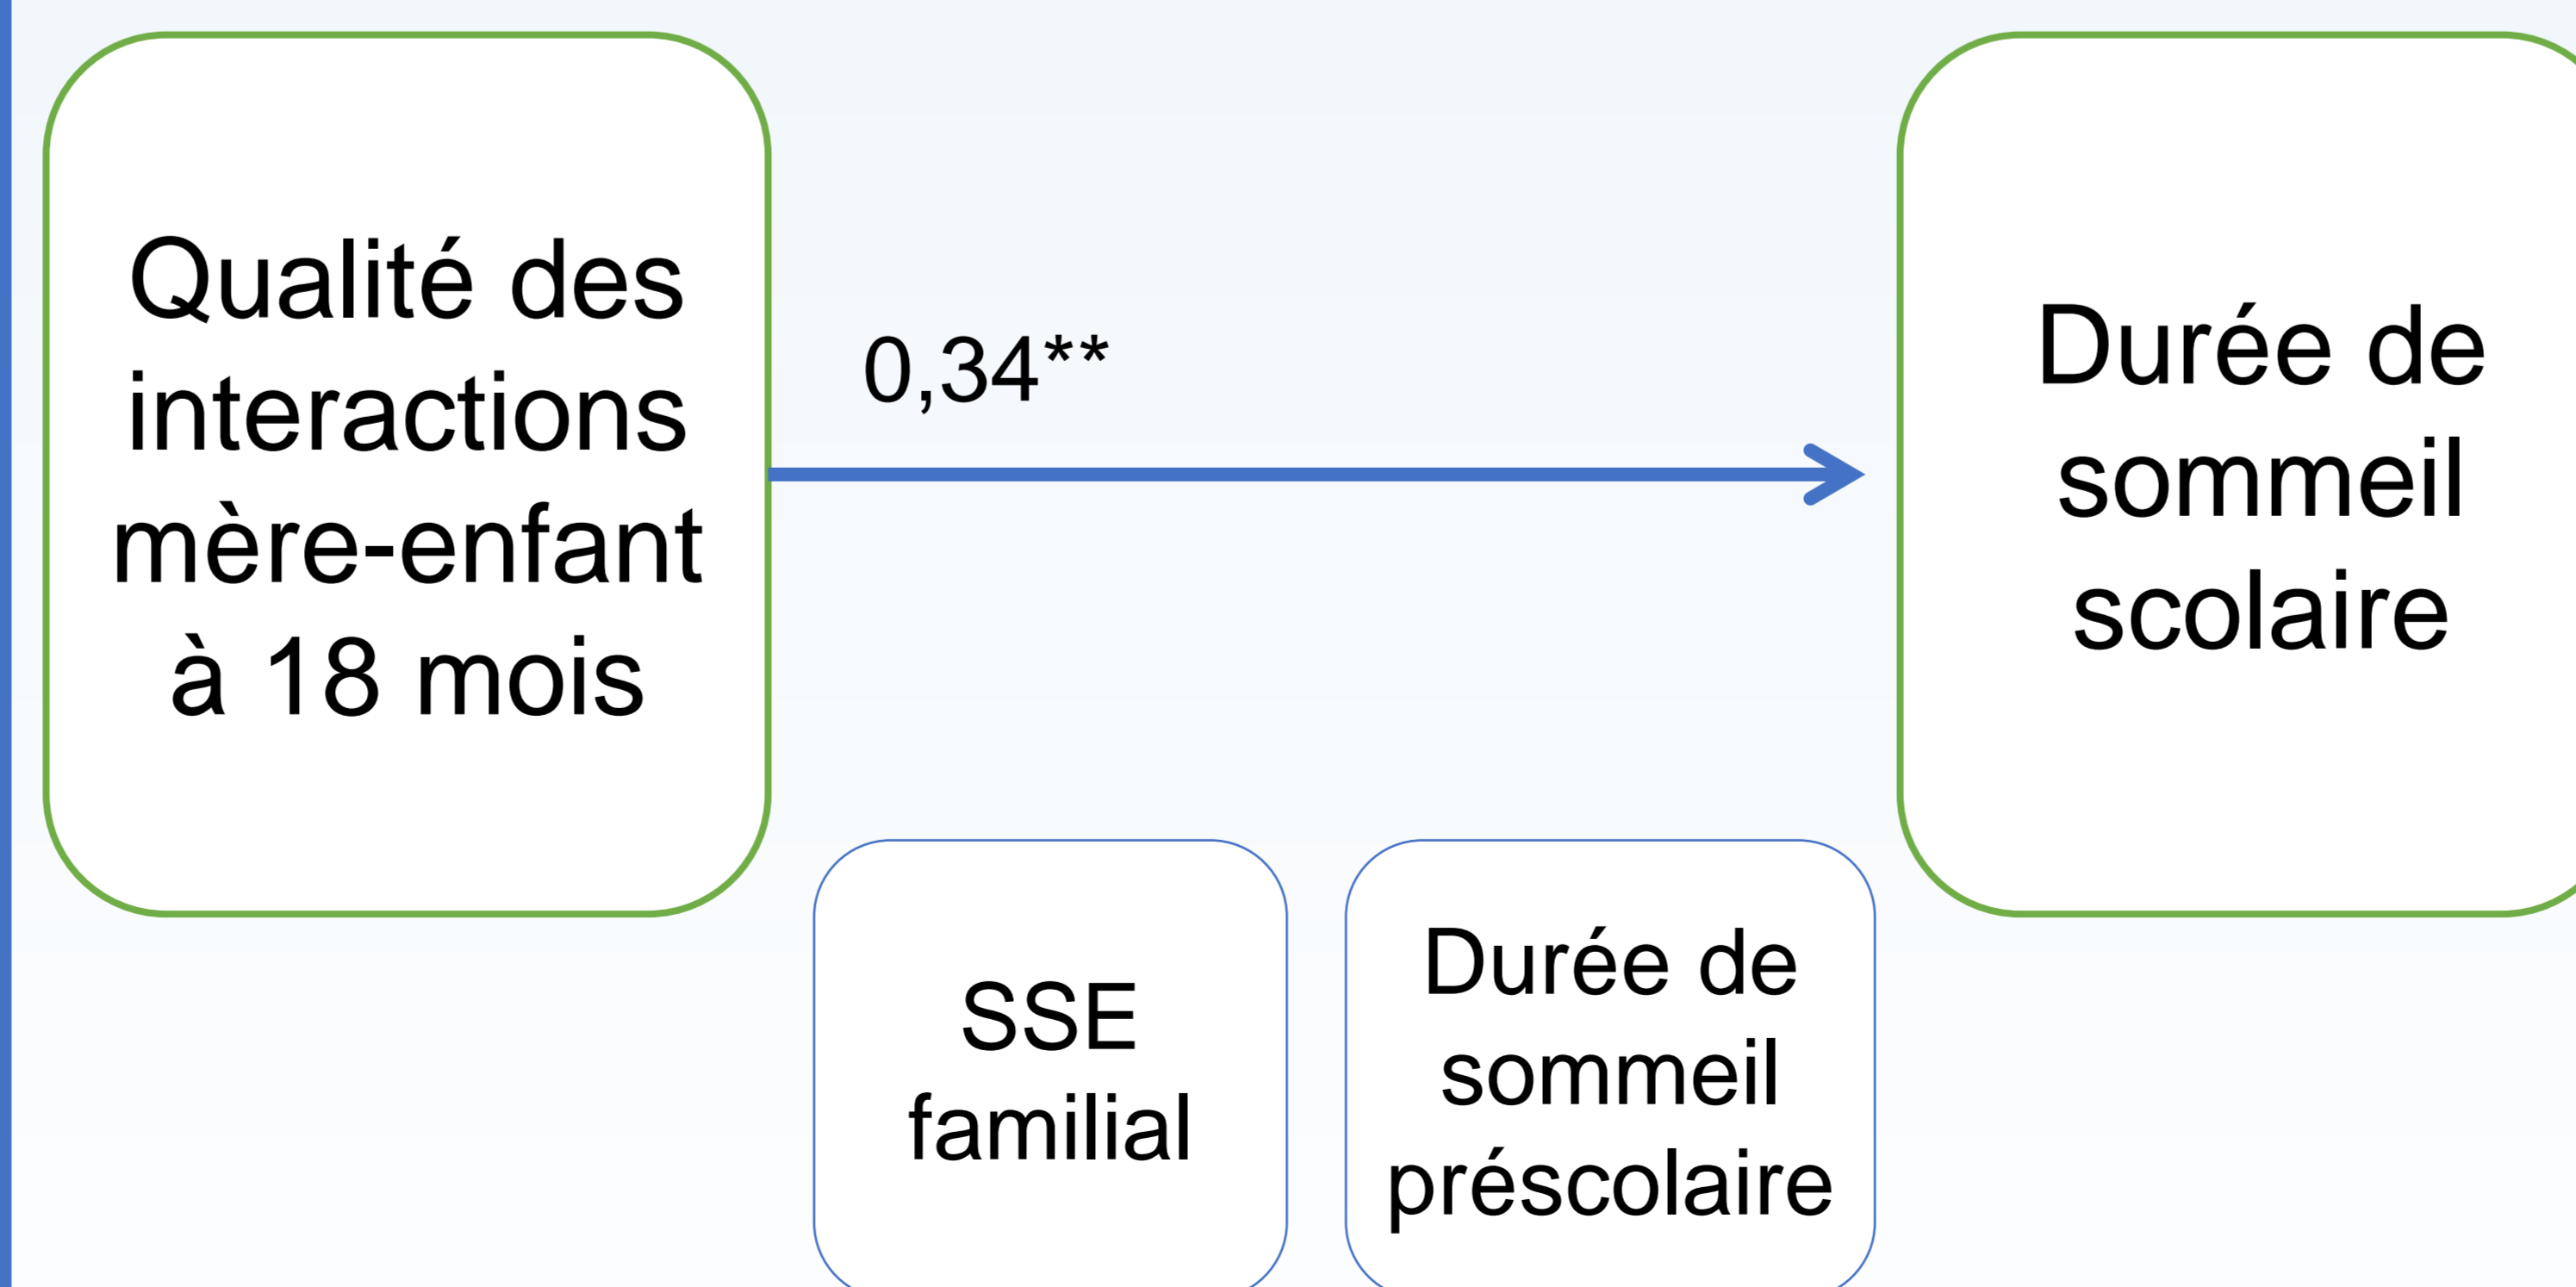 Qualité des
interactions
mère-enfant
à 18 mois
0,34**
Durée de
sommeil
scolaire
SSE
familial
Durée de
sommeil
préscolaire